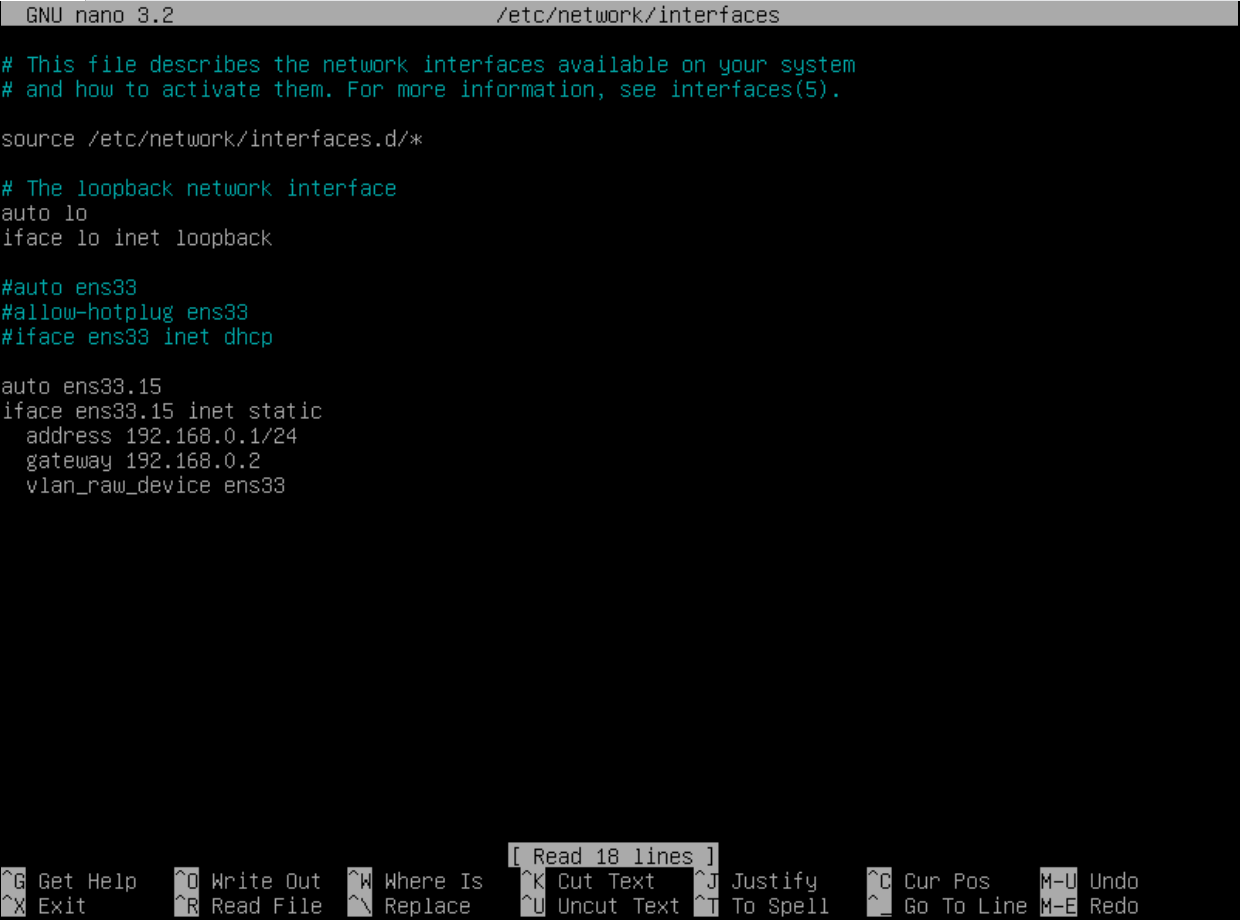 GNU nano 3.2 /etc/network/interfaces
# This file describes the network interfaces available on your system
# and how to activate them. For more information, see interfaces(5).
source /etc/network/interfaces.d/*
# The loopback network interface
auto lo
iface lo inet loopback
#auto ens33
#allow-hotplug ens33
#iface ens33 inet dhcp
auto ens33.15
iface ens33.15 inet static
  address 192.168.0.1/24
  gateway 192.168.0.2
  vlan_raw_device ens33
[ Read 18 lines ]
^G Get Help ^O Write Out ^W Where Is ^K Cut Text ^J Justify ^C Cur Pos M-U Undo
^X Exit ^R Read File ^\ Replace ^U Uncut Text ^T To Spell ^_ Go To Line M-E Redo